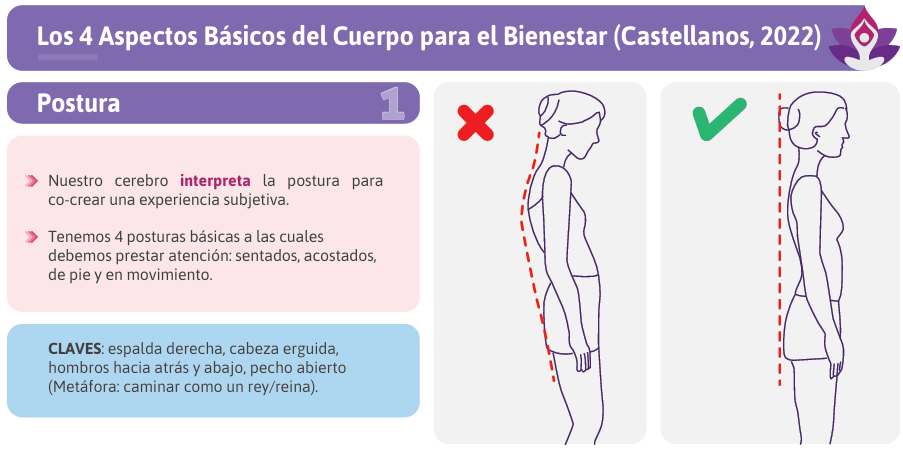 Los 4 Aspectos Básicos del Cuerpo para el Bienestar (Castellanos, 2022)
Postura 1
Nuestro cerebro interpreta la postura para
co-crear una experiencia subjetiva.
Tenemos 4 posturas básicas a las cuales
debemos prestar atención: sentados, acostados,
de pie y en movimiento.
CLAVES: espalda derecha, cabeza erguida,
hombros hacia atrás y abajo, pecho abierto
(Metáfora: caminar como un rey/reina).